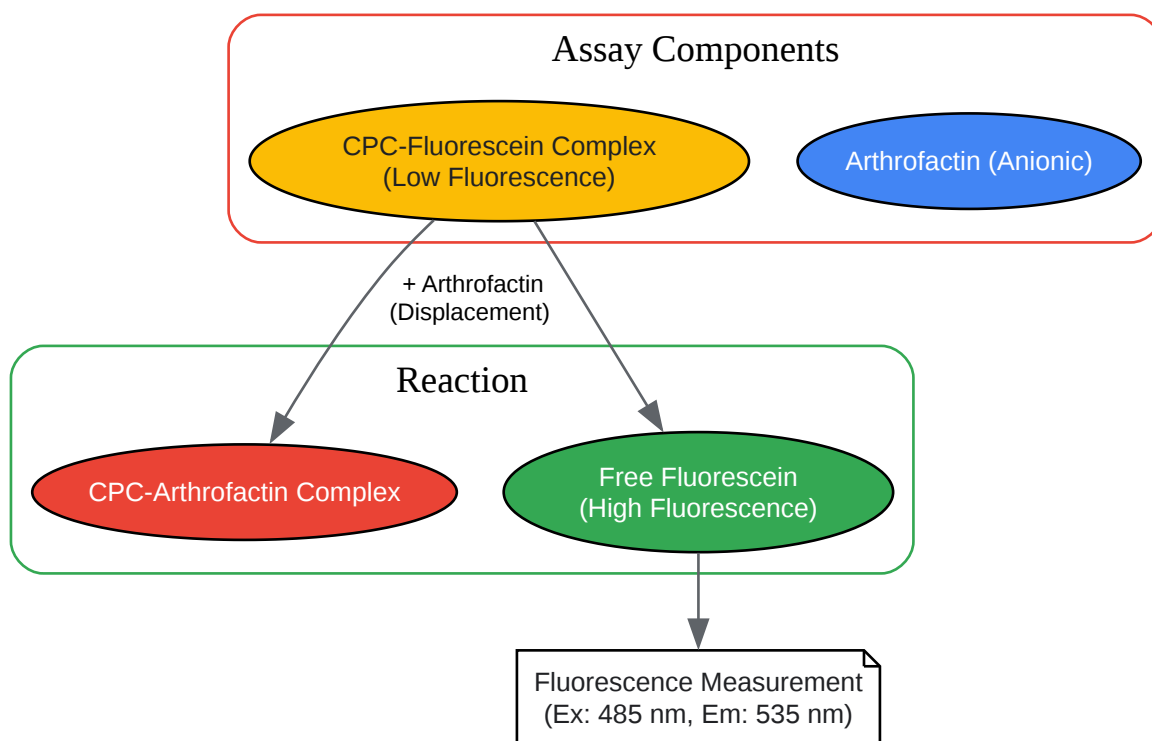 Assay Components
CPC-Fluorescein Complex
(Low Fluorescence)
Arthrofactin (Anionic)
+ Arthrofactin
(Displacement)
Reaction
CPC-Arthrofactin Complex
Free Fluorescein
(High Fluorescence)
Fluorescence Measurement
(Ex: 485 nm, Em: 535 nm)